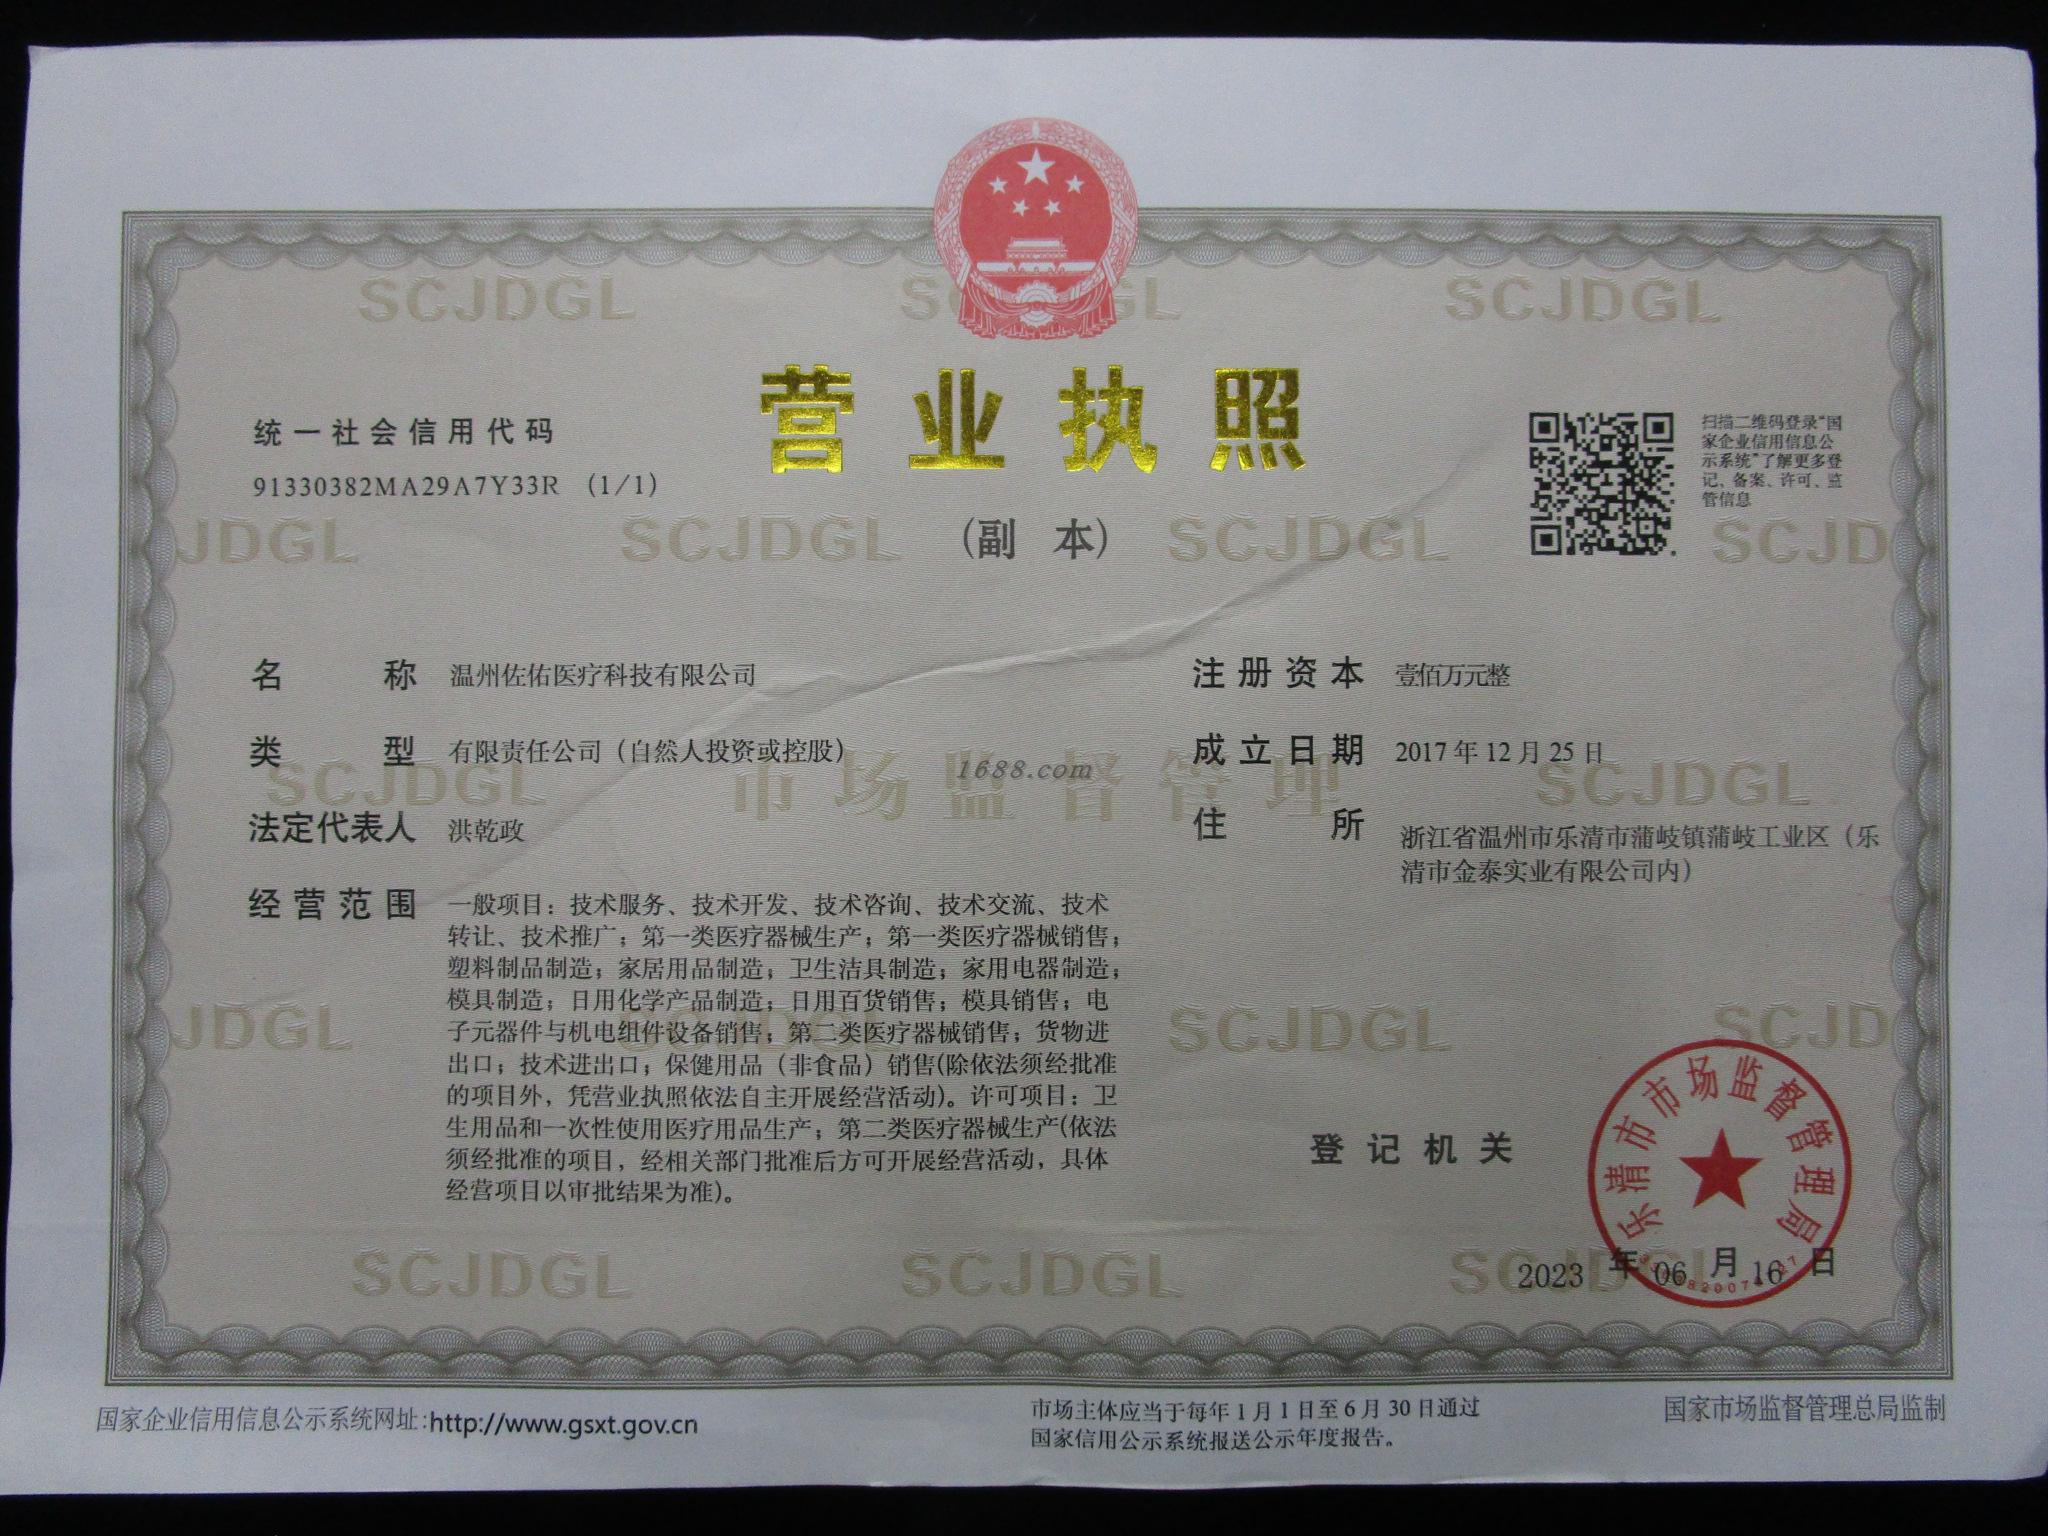 营业执照
统一社会信用代码
91330382MA29A7Y33R (1/1)
(副 本)
扫描二维码登录“国
家企业信用信息公
示系统”了解更多登
记、备案、许可、监
管信息
名 称 温州佐佑医疗科技有限公司
类 型 有限责任公司（自然人投资或控股）
法定代表人 洪乾政
经营范围 一般项目：技术服务、技术开发、技术咨询、技术交流、技术
转让、技术推广；第一类医疗器械生产；第一类医疗器械销售；
塑料制品制造；家居用品制造；卫生洁具制造；家用电器制造；
模具制造；日用化学产品制造；日用百货销售；模具销售；电
子元器件与机电组件设备销售；第二类医疗器械销售；货物进
出口；技术进出口；保健用品（非食品）销售(除依法须经批准
的项目外，凭营业执照依法自主开展经营活动)。许可项目：卫
生用品和一次性使用医疗用品生产；第二类医疗器械生产(依法
须经批准的项目，经相关部门批准后方可开展经营活动，具体
经营项目以审批结果为准)。
注册资本 壹佰万元整
成立日期 2017 年 12 月 25 日
住 所 浙江省温州市乐清市蒲岐镇蒲岐工业区（乐
清市金泰实业有限公司内）
1688.com
市场监督管理
SCJDGL
登记机关
乐清市市场监督管理局
2023 年 06 月 16 日
国家企业信用信息公示系统网址:http://www.gsxt.gov.cn
市场主体应当于每年 1 月 1 日至 6 月 30 日通过
国家信用公示系统报送公示年度报告。
国家市场监督管理总局监制